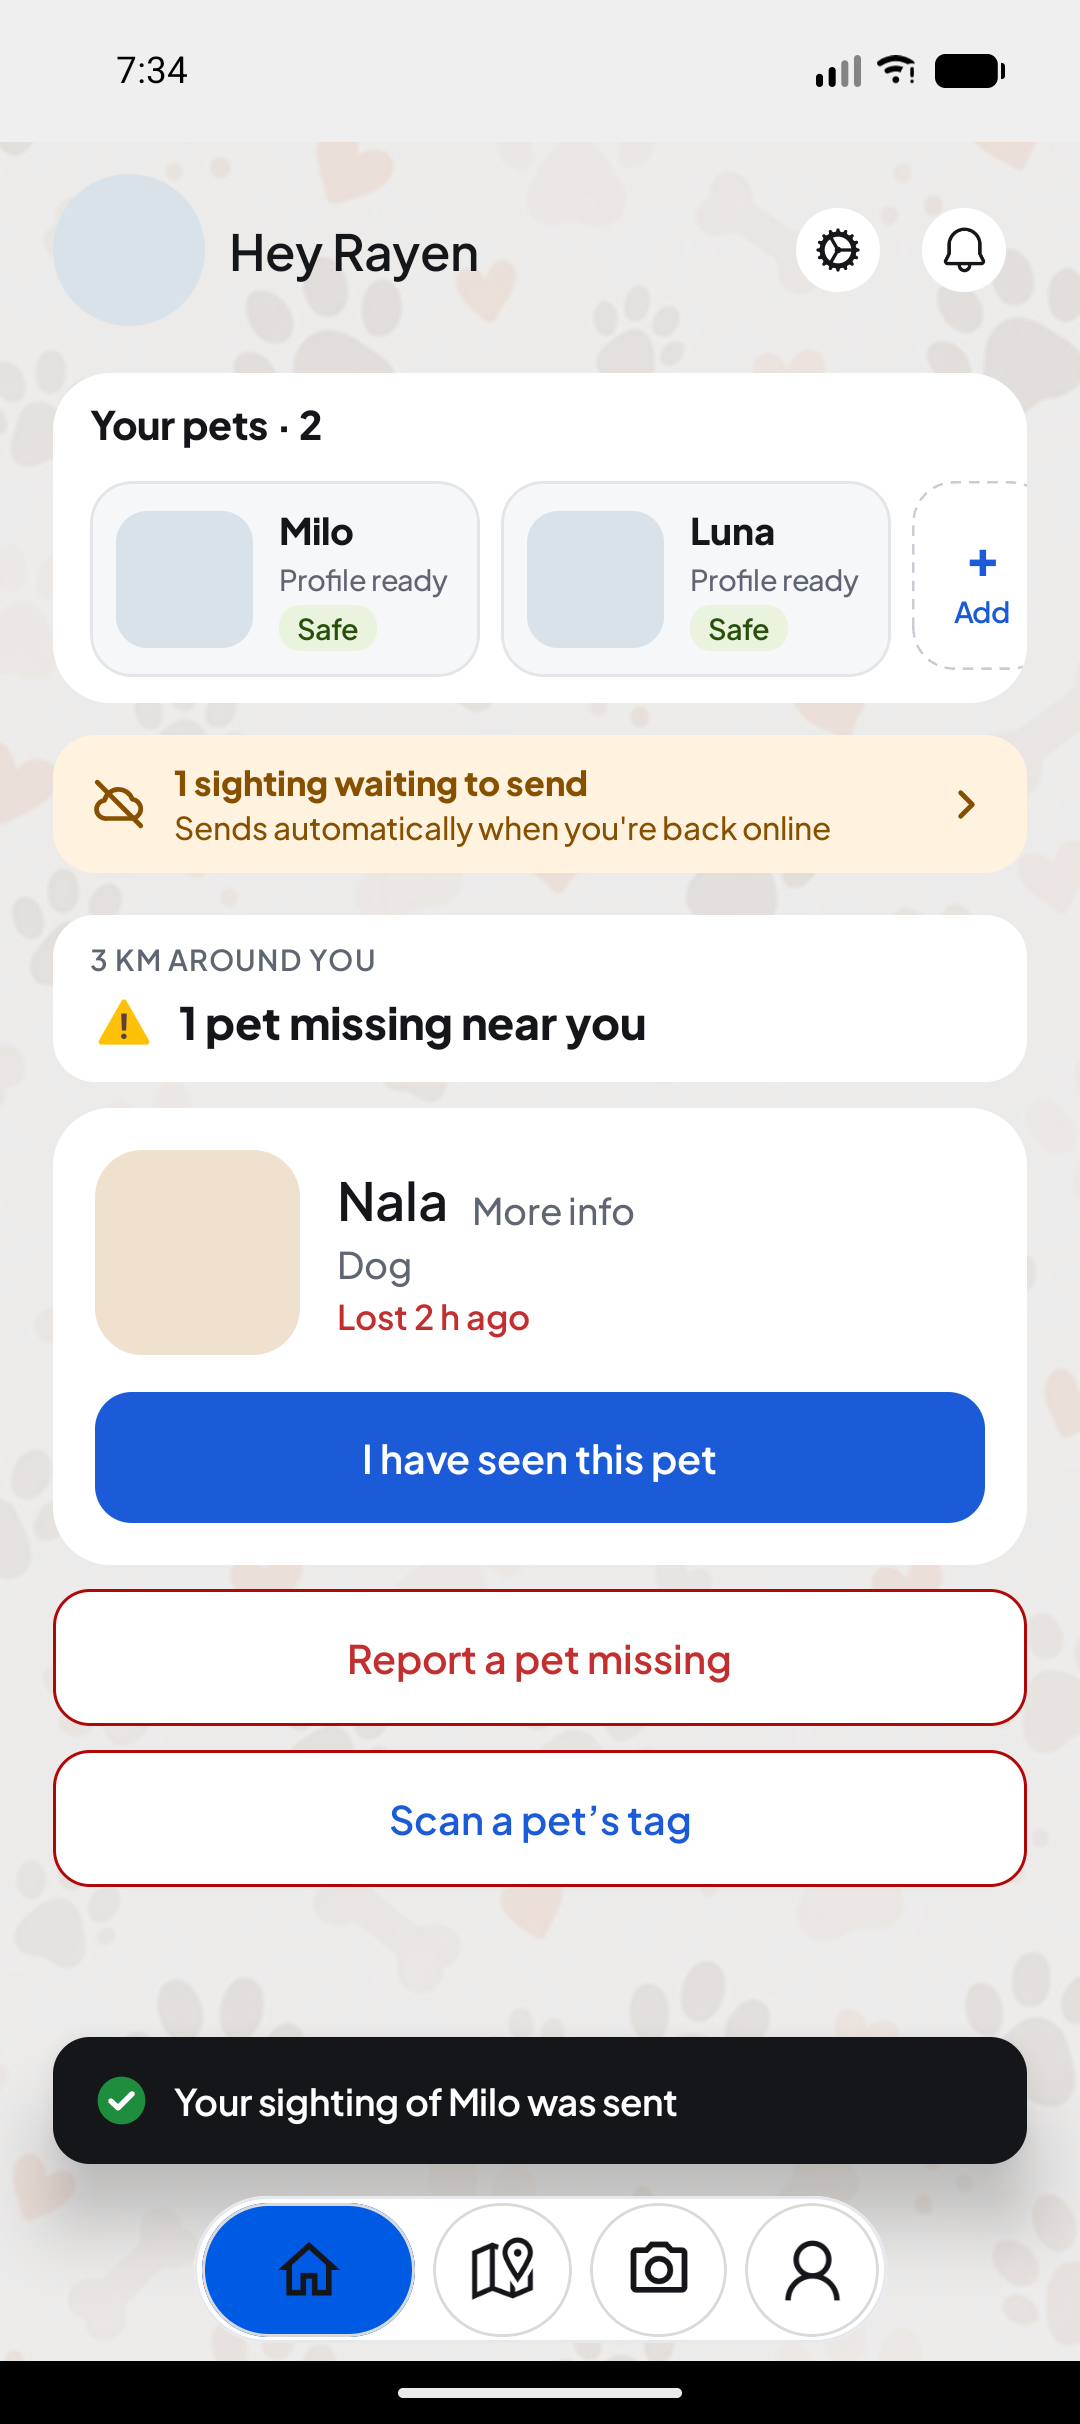 7:34
Hey Rayen
Your pets · 2
Milo
Profile ready
Safe
Luna
Profile ready
Safe
+
Add
1 sighting waiting to send
Sends automatically when you're back online
3 KM AROUND YOU
1 pet missing near you
Nala More info
Dog
Lost 2 h ago
I have seen this pet
Report a pet missing
Scan a pet’s tag
Your sighting of Milo was sent